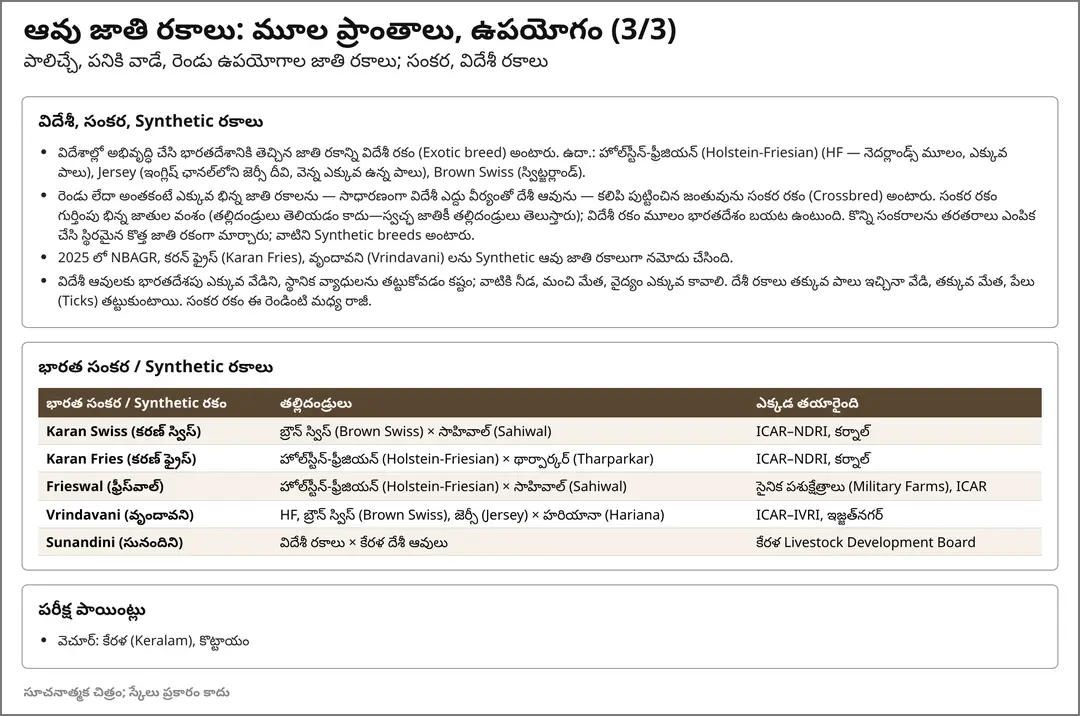 ఆవు జాతి రకాలు: మూల ప్రాంతాలు, ఉపయోగం (3/3)
పాలిచ్చే, పనికి వాడే, రెండు ఉపయోగాల జాతి రకాలు; సంకర, విదేశీ రకాలు
విదేశీ, సంకర, Synthetic రకాలు
• విదేశాల్లో అభివృద్ధి చేసి భారతదేశానికి తెచ్చిన జాతి రకాన్ని విదేశీ రకం (Exotic breed) అంటారు. ఉదా.: హోల్‌స్టీన్-ఫ్రీజియన్ (Holstein-Friesian) (HF — నెదర్లాండ్స్ మూలం, ఎక్కువ
పాలు), Jersey (ఇంగ్లిష్ ఛానల్‌లోని జెర్సీ దీవి, వెన్న ఎక్కువ ఉన్న పాలు), Brown Swiss (స్విట్జర్లాండ్).
• రెండు లేదా అంతకంటే ఎక్కువ భిన్న జాతి రకాలను — సాధారణంగా విదేశీ ఎద్దు వీర్యంతో దేశీ ఆవును — కలిపి పుట్టించిన జంతువును సంకర రకం (Crossbred) అంటారు. సంకర రకం
గుర్తింపు భిన్న జాతుల వంశం (తల్లిదండ్రులు తెలియడం కాదు—స్వచ్ఛ జాతికీ తల్లిదండ్రులు తెలుస్తారు); విదేశీ రకం మూలం భారతదేశం బయట ఉంటుంది. కొన్ని సంకరాలను తరతరాలు ఎంపిక
చేసి స్థిరమైన కొత్త జాతి రకంగా మార్చారు; వాటిని Synthetic breeds అంటారు.
• 2025 లో NBAGR, కరన్ ఫ్రైస్ (Karan Fries), వృందావని (Vrindavani) లను Synthetic ఆవు జాతి రకాలుగా నమోదు చేసింది.
• విదేశీ ఆవులకు భారతదేశపు ఎక్కువ వేడిని, స్థానిక వ్యాధులను తట్టుకోవడం కష్టం; వాటికి నీడ, మంచి మేత, వైద్యం ఎక్కువ కావాలి. దేశీ రకాలు తక్కువ పాలు ఇచ్చినా వేడి, తక్కువ మేత, పేలు
(Ticks) తట్టుకుంటాయి. సంకర రకం ఈ రెండింటి మధ్య రాజీ.
భారత సంకర / Synthetic రకాలు
భారత సంకర / Synthetic రకం తల్లిదండ్రులు ఎక్కడ తయారైంది
Karan Swiss (కరణ్ స్విస్) బ్రౌన్ స్విస్ (Brown Swiss) × సాహివాల్ (Sahiwal) ICAR–NDRI, కర్నాల్
Karan Fries (కరణ్ ఫ్రైస్) హోల్‌స్టీన్-ఫ్రీజియన్ (Holstein-Friesian) × థార్పార్కర్ (Tharparkar) ICAR–NDRI, కర్నాల్
Frieswal (ఫ్రీస్‌వాల్) హోల్‌స్టీన్-ఫ్రీజియన్ (Holstein-Friesian) × సాహివాల్ (Sahiwal) సైనిక పశుక్షేత్రాలు (Military Farms), ICAR
Vrindavani (వృందావని) HF, బ్రౌన్ స్విస్ (Brown Swiss), జెర్సీ (Jersey) × హరియానా (Hariana) ICAR–IVRI, ఇజ్జత్‌నగర్
Sunandini (సునందిని) విదేశీ రకాలు × కేరళ దేశీ ఆవులు కేరళ Livestock Development Board
పరీక్ష పాయింట్లు
• వెచూర్: కేరళ (Keralam), కొట్టాయం
సూచనాత్మక చిత్రం; స్కేలు ప్రకారం కాదు